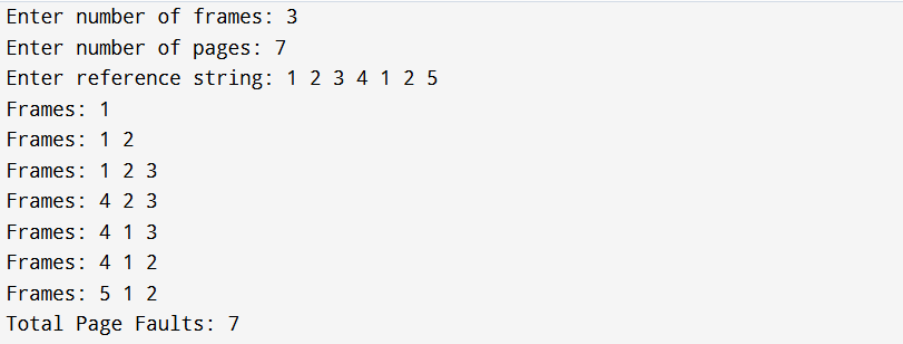 Enter number of frames: 3
Enter number of pages: 7
Enter reference string: 1 2 3 4 1 2 5
Frames: 1
Frames: 1 2
Frames: 1 2 3
Frames: 4 2 3
Frames: 4 1 3
Frames: 4 1 2
Frames: 5 1 2
Total Page Faults: 7